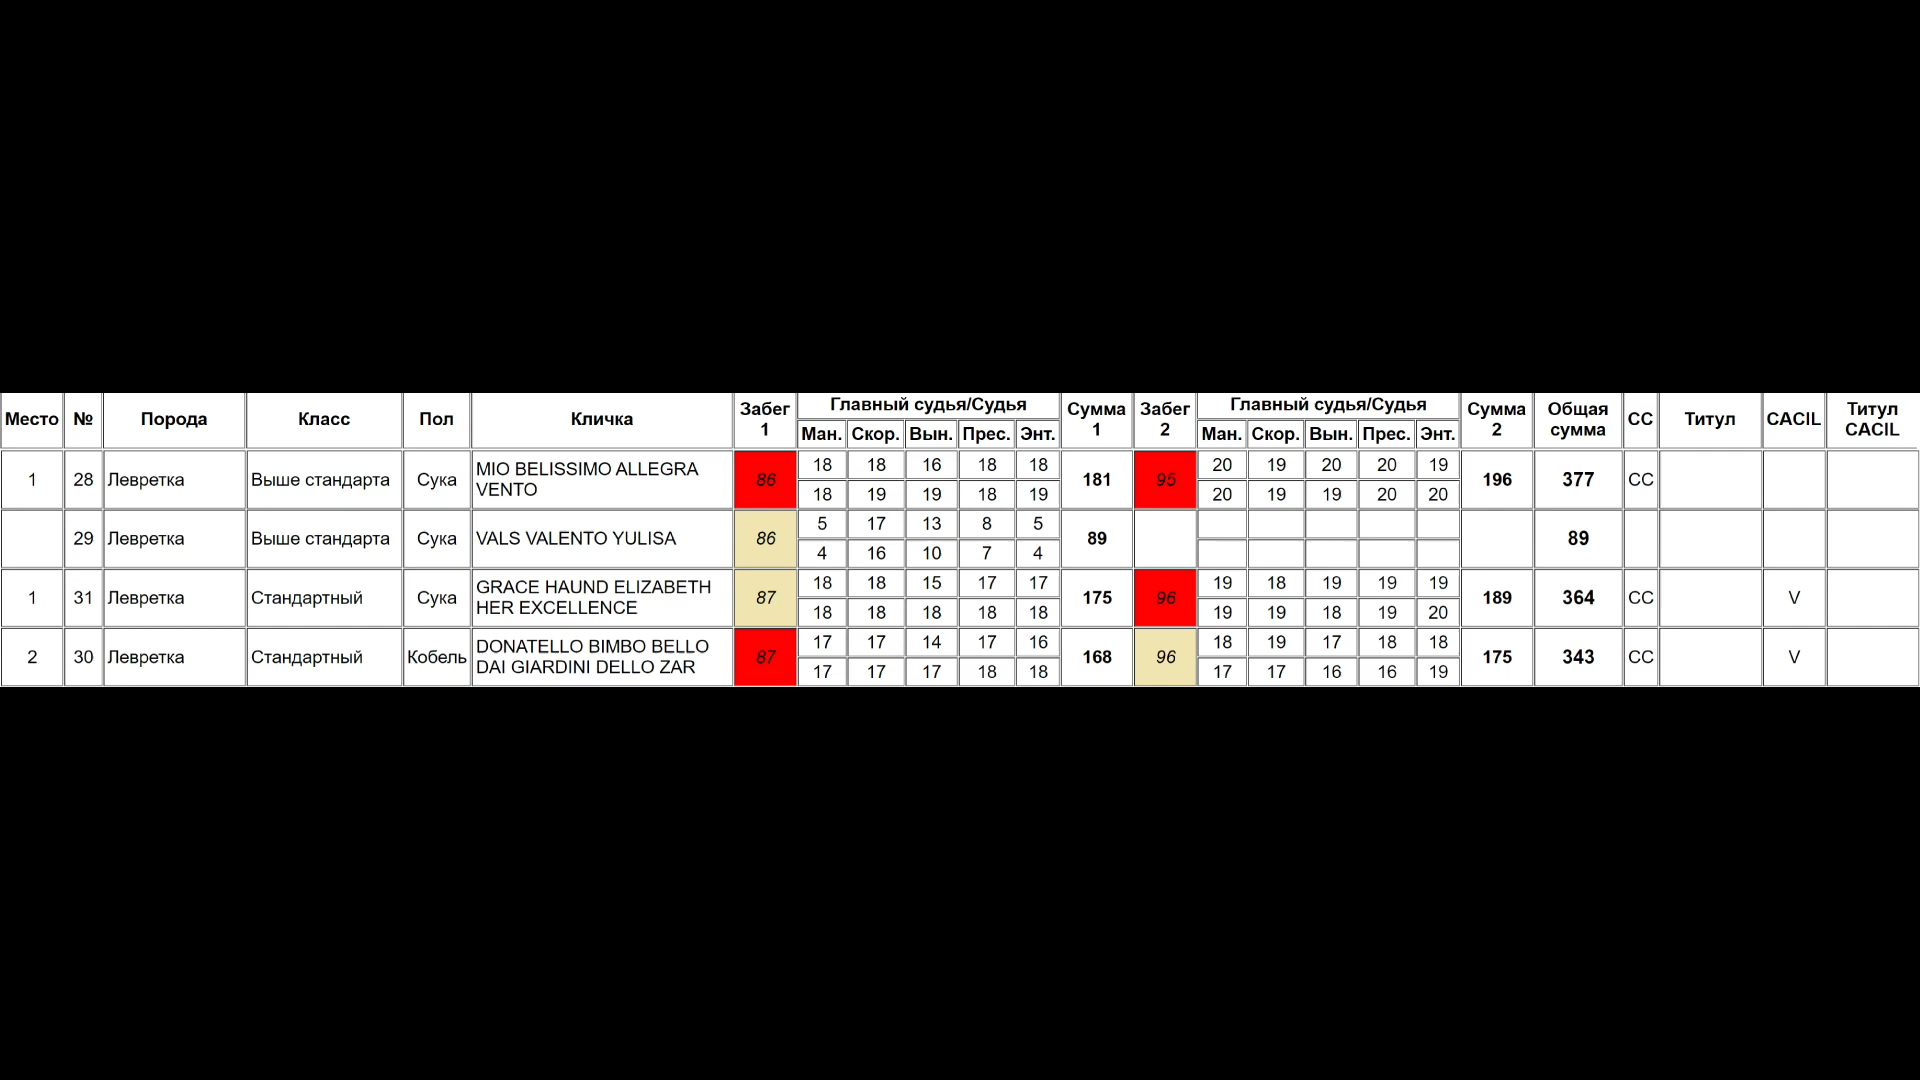 Место № Порода Класс Пол Кличка Забег 1 Главный судья/Судья Сумма 1 Забег 2 Главный судья/Судья Сумма 2 Общая сумма СС Титул CACIL Титул CACIL
Ман. Скор. Вын. Прес. Энт. Ман. Скор. Вын. Прес. Энт.
1 28 Левретка Выше стандарта Сука MIO BELISSIMO ALLEGRA VENTO 86 18 18 16 18 18 181 95 20 19 20 20 19 196 377 CC
18 19 19 18 19 20 19 19 20 20
29 Левретка Выше стандарта Сука VALS VALENTO YULISA 86 5 17 13 8 5 89 89
4 16 10 7 4
1 31 Левретка Стандартный Сука GRACE HAUND ELIZABETH HER EXCELLENCE 87 18 18 15 17 17 175 96 19 18 19 19 19 189 364 CC V
18 18 18 18 18 19 19 18 19 20
2 30 Левретка Стандартный Кобель DONATELLO BIMBO BELLO DAI GIARDINI DELLO ZAR 87 17 17 14 17 16 168 96 18 19 17 18 18 175 343 CC V
17 17 17 18 18 17 17 16 16 19